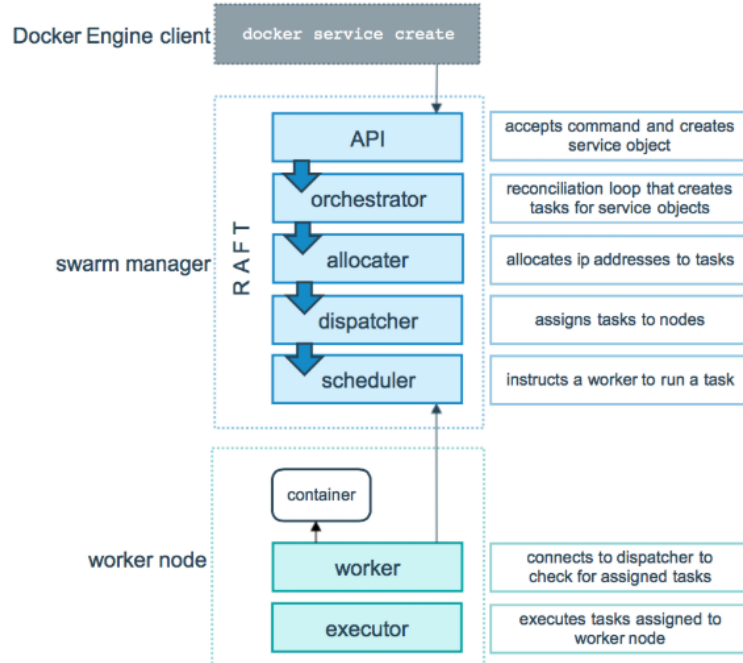 Docker Engine client
docker service create
API
accepts command and creates
service object
orchestrator
reconciliation loop that creates
tasks for service objects
swarm manager
RAFT
allocater
allocates ip addresses to tasks
dispatcher
assigns tasks to nodes
scheduler
instructs a worker to run a task
container
worker node
worker
connects to dispatcher to
check for assigned tasks
executor
executes tasks assigned to
worker node